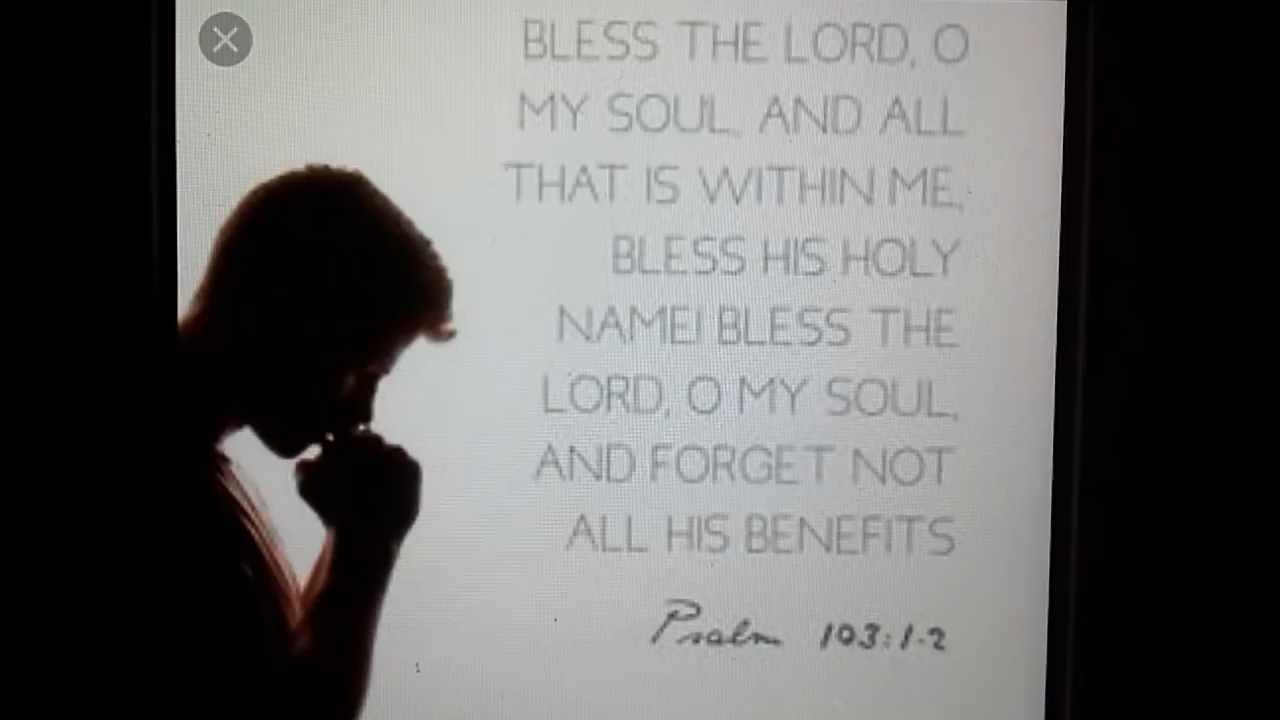 BLESS THE LORD, O
MY SOUL, AND ALL
THAT IS WITHIN ME,
BLESS HIS HOLY
NAME! BLESS THE
LORD, O MY SOUL,
AND FORGET NOT
ALL HIS BENEFITS
Psalm 103:1-2